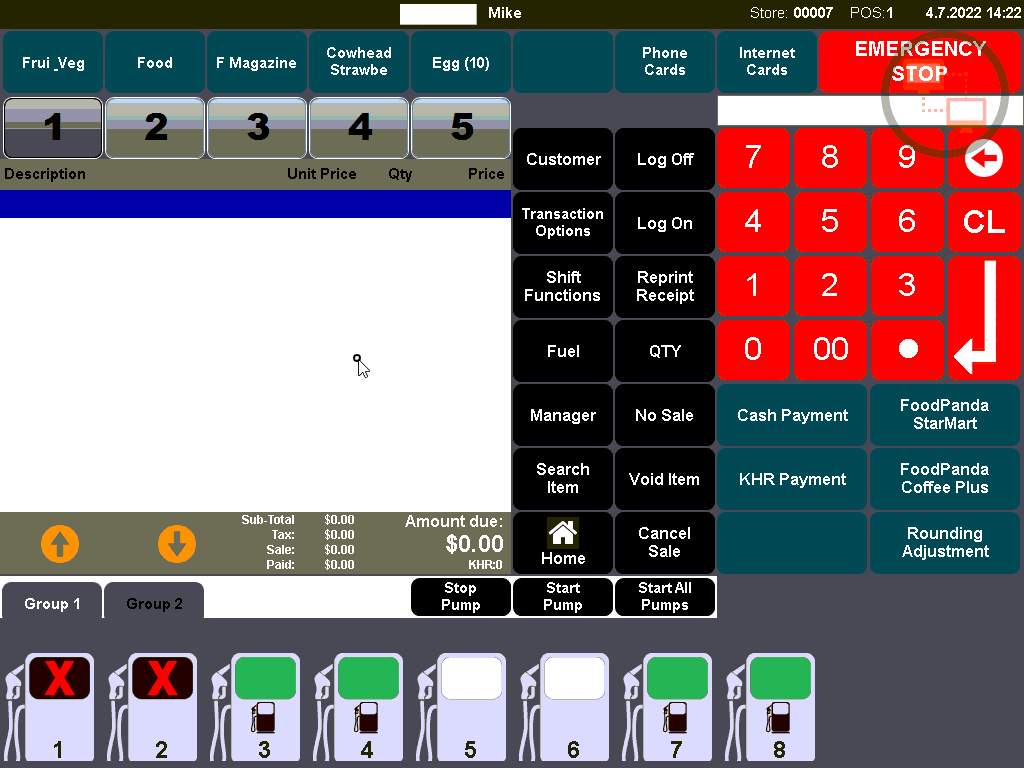 Mike
Store: 00007 POS:1 4.7.2022 14:22
Frui_Veg
Food
F Magazine
Cowhead
Strawbe
Egg (10)
Phone
Cards
Internet
Cards
EMERGENCY
STOP
1
2
3
4
5
Description Unit Price Qty Price
Customer
Log Off
7
8
9
Transaction
Options
Log On
4
5
6
CL
Shift
Functions
Reprint
Receipt
1
2
3
Fuel
QTY
0
00
Manager
No Sale
Cash Payment
FoodPanda
StarMart
Search
Item
Void Item
KHR Payment
FoodPanda
Coffee Plus
Sub-Total $0.00
Tax: $0.00
Sale: $0.00
Paid: $0.00
Amount due:
$0.00
KHR:0
Home
Cancel
Sale
Rounding
Adjustment
Group 1
Group 2
Stop
Pump
Start
Pump
Start All
Pumps
X
X
1
2
3
4
5
6
7
8